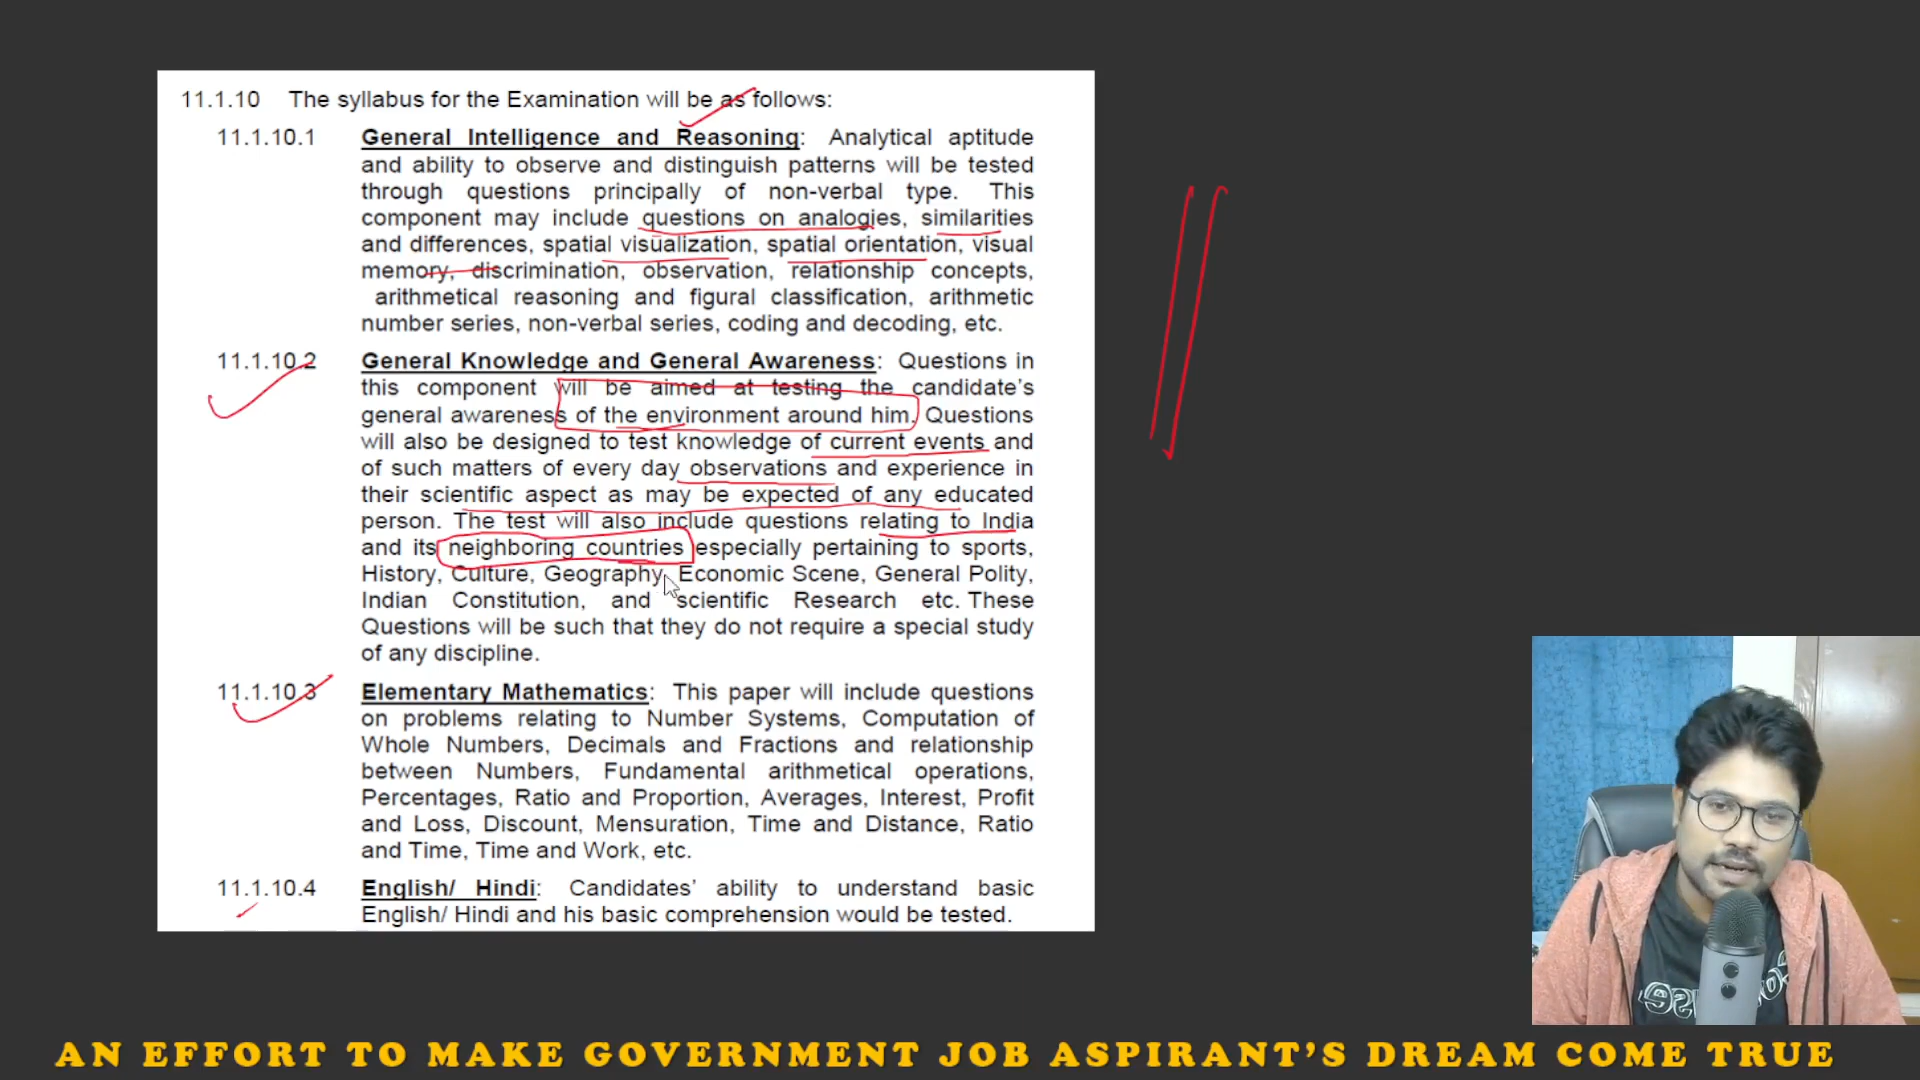 11.1.10 The syllabus for the Examination will be as follows:
11.1.10.1 General Intelligence and Reasoning: Analytical aptitude
and ability to observe and distinguish patterns will be tested
through questions principally of non-verbal type. This
component may include questions on analogies, similarities
and differences, spatial visualization, spatial orientation, visual
memory, discrimination, observation, relationship concepts,
arithmetical reasoning and figural classification, arithmetic
number series, non-verbal series, coding and decoding, etc.
11.1.10.2 General Knowledge and General Awareness: Questions in
this component will be aimed at testing the candidate's
general awareness of the environment around him. Questions
will also be designed to test knowledge of current events and
of such matters of every day observations and experience in
their scientific aspect as may be expected of any educated
person. The test will also include questions relating to India
and its neighboring countries especially pertaining to sports,
History, Culture, Geography, Economic Scene, General Polity,
Indian Constitution, and scientific Research etc. These
Questions will be such that they do not require a special study
of any discipline.
11.1.10.3 Elementary Mathematics: This paper will include questions
on problems relating to Number Systems, Computation of
Whole Numbers, Decimals and Fractions and relationship
between Numbers, Fundamental arithmetical operations,
Percentages, Ratio and Proportion, Averages, Interest, Profit
and Loss, Discount, Mensuration, Time and Distance, Ratio
and Time, Time and Work, etc.
11.1.10.4 English/ Hindi: Candidates' ability to understand basic
English/ Hindi and his basic comprehension would be tested.
AN EFFORT TO MAKE GOVERNMENT JOB ASPIRANT'S DREAM COME TRUE